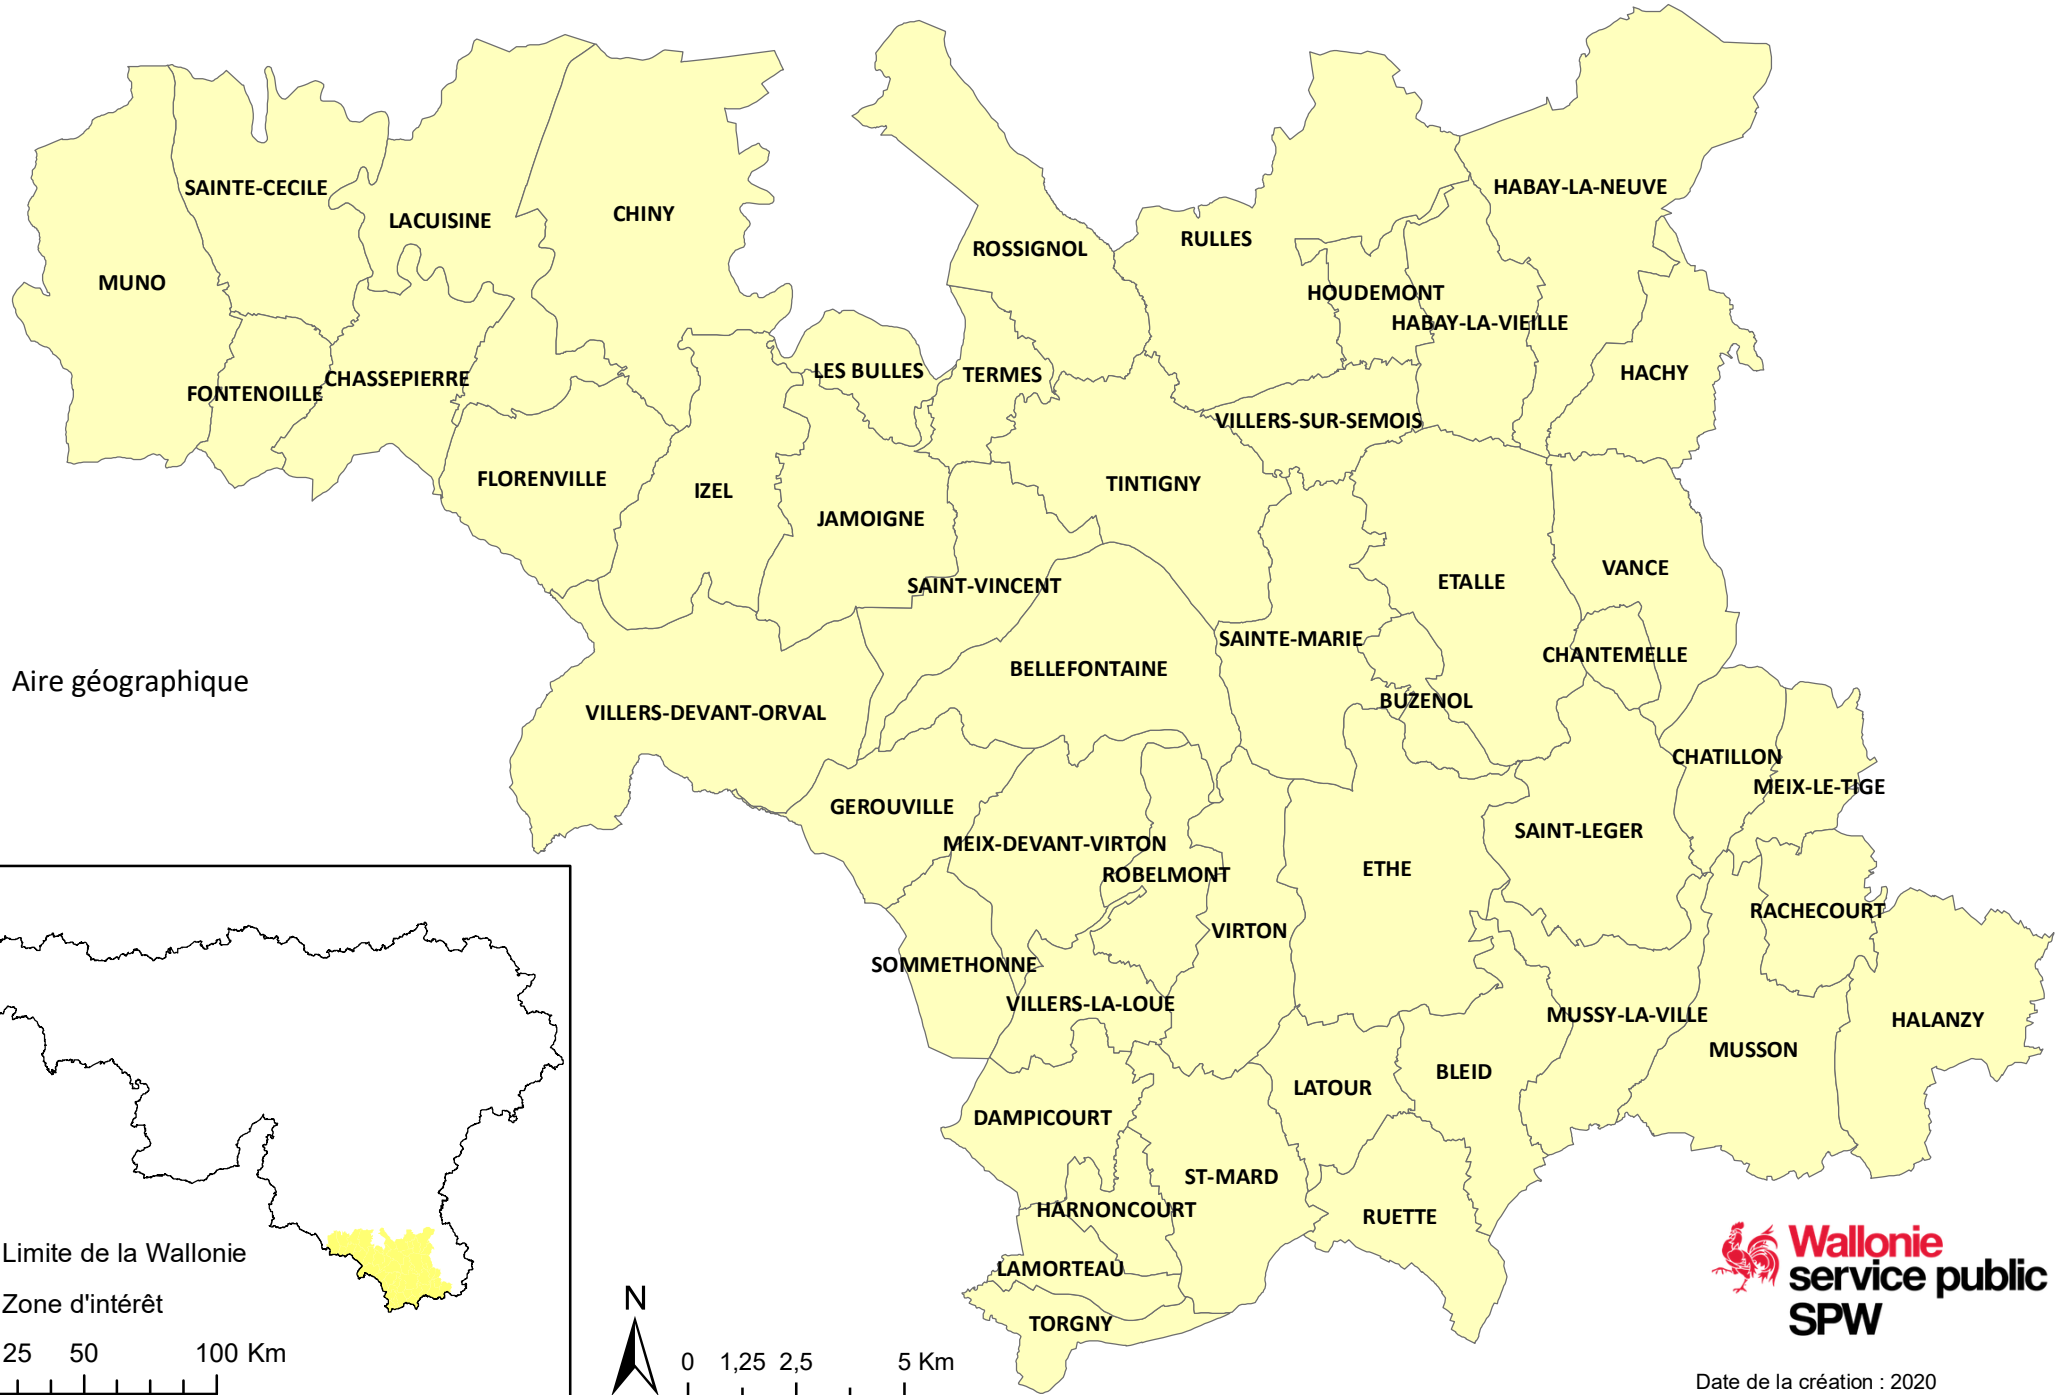 SAINTE-CECILE
HABAY-LA-NEUVE
LACUISINE
CHINY
ROSSIGNOL
RULLES
MUNO
HOUDEMONT
HABAY-LA-VIEILLE
LES BULLES
TERMES
HACHY
FONTENOILLE
CHASSEPIERRE
VILLERS-SUR-SEMOIS
FLORENVILLE
IZEL
TINTIGNY
JAMOIGNE
SAINT-VINCENT
ETALLE
VANCE
SAINTE-MARIE
CHANTEMELLE
BELLEFONTAINE
Aire géographique
VILLERS-DEVANT-ORVAL
BUZENOL
CHATILLON
MEIX-LE-TIGE
GEROUVILLE
MEIX-DEVANT-VIRTON
SAINT-LEGER
ROBELMONT
ETHE
RACHECOURT
VIRTON
SOMMETHONNE
VILLERS-LA-LOUE
MUSSY-LA-VILLE
HALANZY
MUSSON
BLEID
LATOUR
DAMPICOURT
ST-MARD
HARNONCOURT
RUETTE
LAMORTEAU
TORGNY
Limite de la Wallonie
Zone d'intérêt
25 50 100 Km
N
0 1,25 2,5 5 Km
Wallonie
service public
SPW
Date de la création : 2020